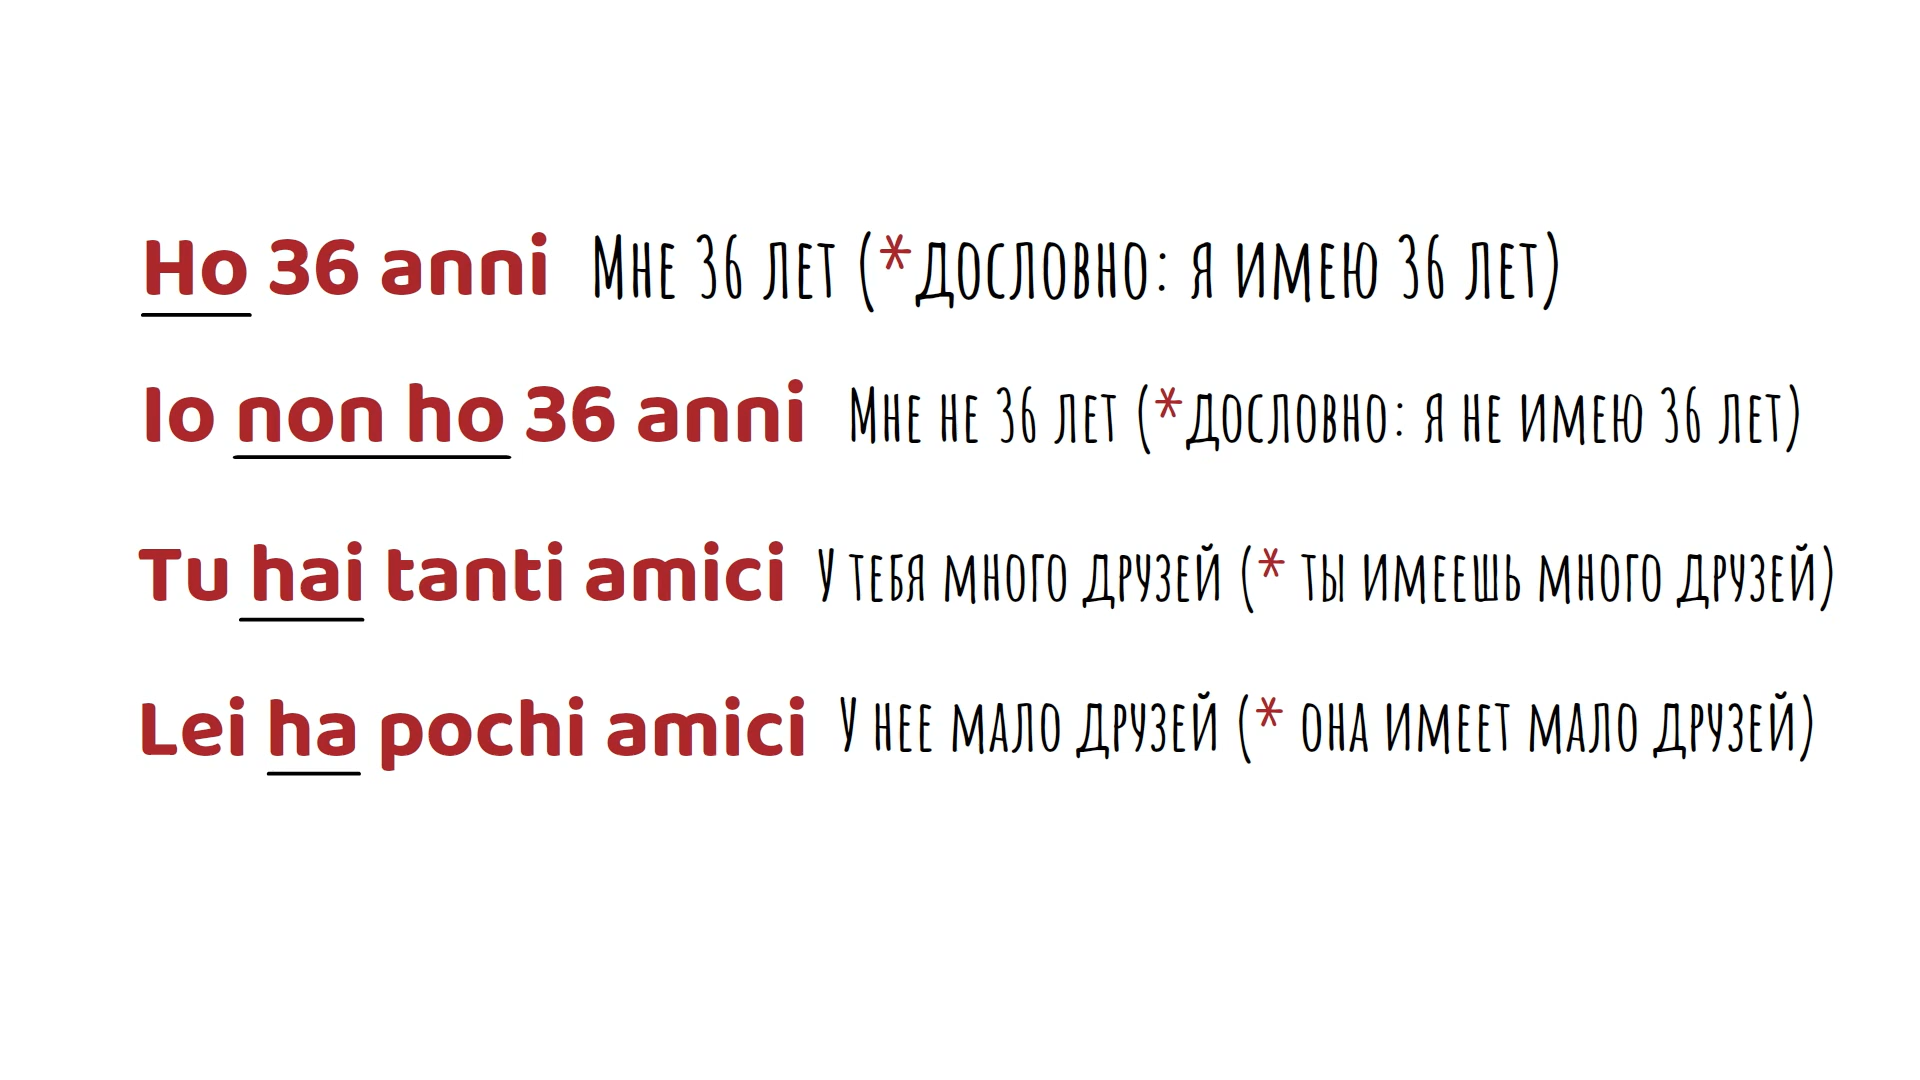 Ho 36 anni Мне 36 лет (*дословно: я имею 36 лет)
Io non ho 36 anni Мне не 36 лет (*дословно: я не имею 36 лет)
Tu hai tanti amici У тебя много друзей (* ты имеешь много друзей)
Lei ha pochi amici У нее мало друзей (* она имеет мало друзей)